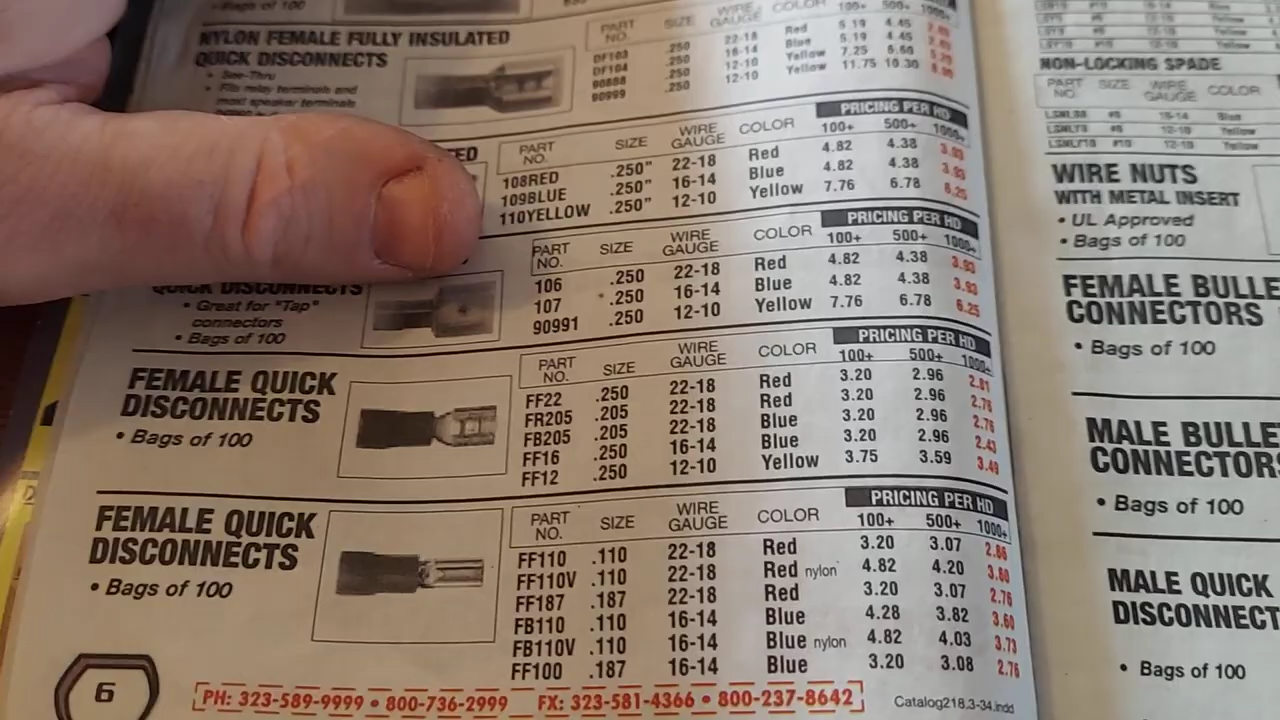 • Bags of 100
NYLON FEMALE FULLY INSULATED
QUICK DISCONNECTS
• See-Thru
• Fits relay terminals and
most speaker terminals
PART NO. SIZE WIRE GAUGE COLOR 100+ 500+
DF103 .250 22-18 Red 5.19 4.45
DF104 .250 16-14 Blue 5.19 4.45
90888 .250 12-10 Yellow 7.25 6.60
90999 .250 12-10 Yellow 11.75 10.30
PRICING PER HD
PART NO. SIZE WIRE GAUGE COLOR 100+ 500+ 1000+
108RED .250" 22-18 Red 4.82 4.38 3.93
109BLUE .250" 16-14 Blue 4.82 4.38 3.93
110YELLOW .250" 12-10 Yellow 7.76 6.78 6.25
QUICK DISCONNECTS
• Great for "Tap"
connectors
• Bags of 100
PRICING PER HD
PART NO. SIZE WIRE GAUGE COLOR 100+ 500+ 1000+
106 .250 22-18 Red 4.82 4.38 3.93
107 .250 16-14 Blue 4.82 4.38 3.93
90991 .250 12-10 Yellow 7.76 6.78 6.25
FEMALE QUICK
DISCONNECTS
• Bags of 100
PRICING PER HD
PART NO. SIZE WIRE GAUGE COLOR 100+ 500+ 1000+
FF22 .250 22-18 Red 3.20 2.96 2.81
FR205 .205 22-18 Red 3.20 2.96 2.76
FB205 .205 22-18 Blue 3.20 2.96 2.76
FF16 .250 16-14 Blue 3.20 2.96 2.43
FF12 .250 12-10 Yellow 3.75 3.59 3.49
FEMALE QUICK
DISCONNECTS
• Bags of 100
PRICING PER HD
PART NO. SIZE WIRE GAUGE COLOR 100+ 500+ 1000+
FF110 .110 22-18 Red 3.20 3.07 2.86
FF110V .110 22-18 Red nylon 4.82 4.20 3.60
FF187 .187 22-18 Red 3.20 3.07 2.76
FB110 .110 16-14 Blue 4.28 3.82 3.60
FB110V .110 16-14 Blue nylon 4.82 4.03 3.73
FF100 .187 16-14 Blue 3.20 3.08 2.76
6
PH: 323-589-9999 • 800-736-2999 FX: 323-581-4366 • 800-237-8642
Catalog218.3-34.indd
NON-LOCKING SPADE
PART NO. SIZE WIRE GAUGE COLOR
WIRE NUTS
WITH METAL INSERT
• UL Approved
• Bags of 100
FEMALE BULLE
CONNECTORS
• Bags of 100
MALE BULLE
CONNECTORS
• Bags of 100
MALE QUICK
DISCONNECT
• Bags of 100